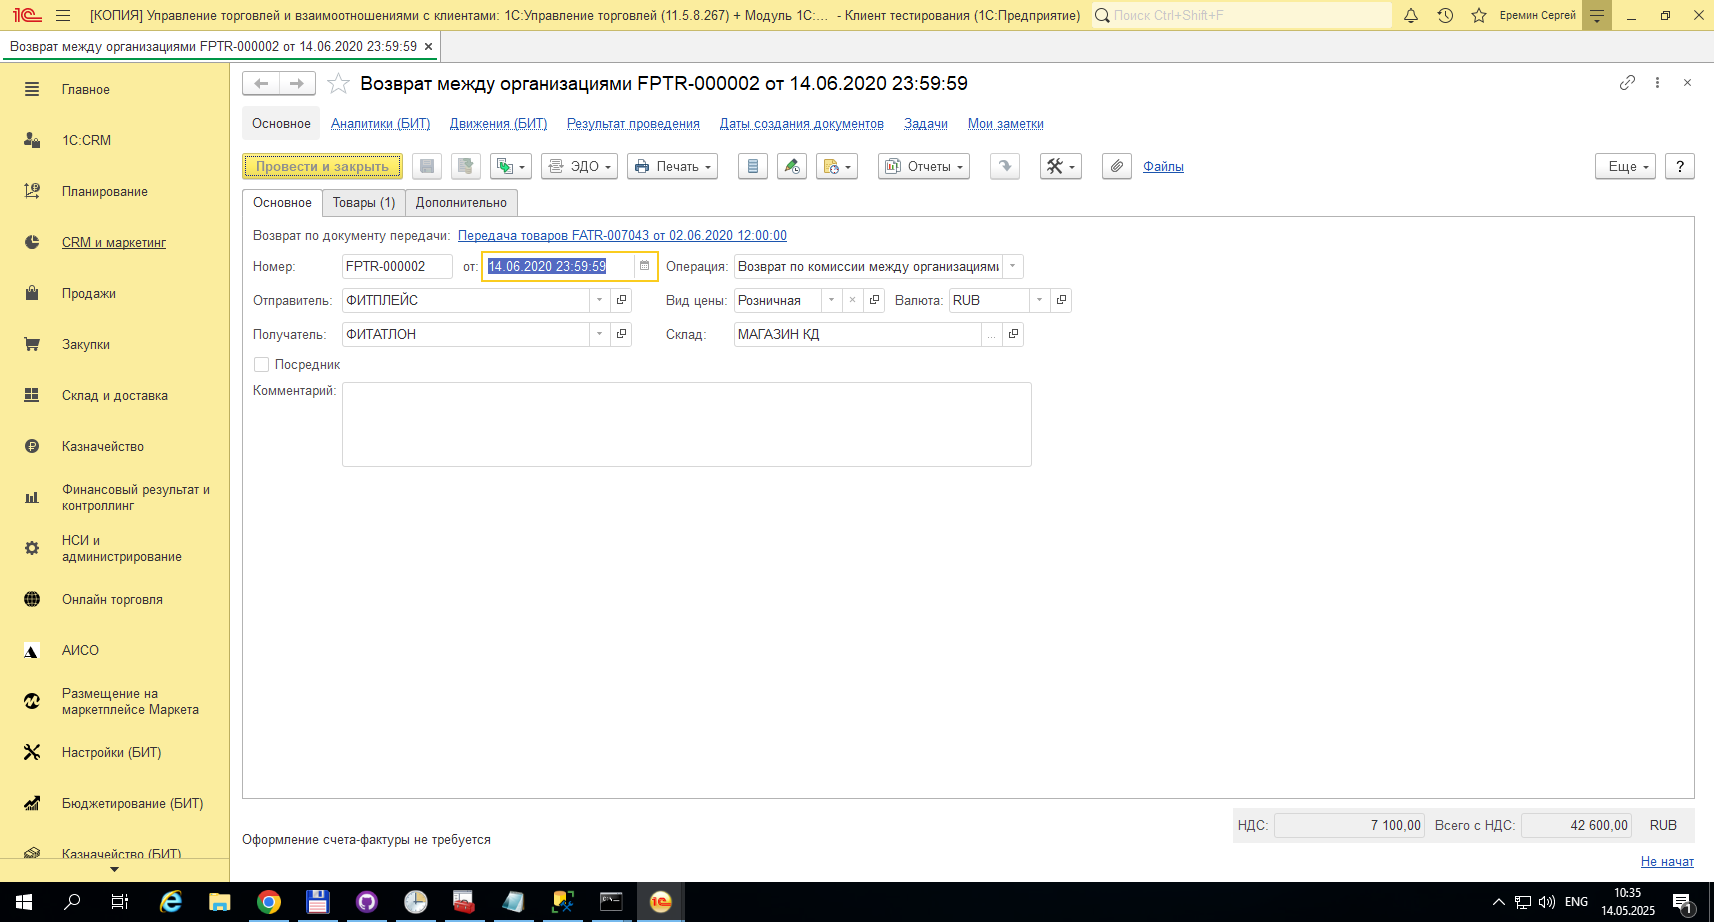 [КОПИЯ] Управление торговлей и взаимоотношениями с клиентами: 1С:Управление торговлей (11.5.8.267) + Модуль 1С:... - Клиент тестирования (1С:Предприятие)
Поиск Ctrl+Shift+F
Еремин Сергей
Возврат между организациями FPTR-000002 от 14.06.2020 23:59:59
Главное
1С:CRM
Планирование
CRM и маркетинг
Продажи
Закупки
Склад и доставка
Казначейство
Финансовый результат и
контроллинг
НСИ и
администрирование
Онлайн торговля
АИСО
Размещение на
маркетплейсе Маркета
Настройки (БИТ)
Бюджетирование (БИТ)
Казначейство (БИТ)
Возврат между организациями FPTR-000002 от 14.06.2020 23:59:59
Основное Аналитики (БИТ) Движения (БИТ) Результат проведения Даты создания документов Задачи Мои заметки
Провести и закрыть ЭДО Печать Отчеты Файлы Еще ?
Основное Товары (1) Дополнительно
Возврат по документу передачи: Передача товаров FATR-007043 от 02.06.2020 12:00:00
Номер: FPTR-000002 от: 14.06.2020 23:59:59 Операция: Возврат по комиссии между организациями
Отправитель: ФИТПЛЕЙС Вид цены: Розничная Валюта: RUB
Получатель: ФИТАТЛОН Склад: МАГАЗИН КД ...
Посредник
Комментарий:
НДС: 7 100,00 Всего с НДС: 42 600,00 RUB
Оформление счета-фактуры не требуется
Не начат
ENG
10:35
14.05.2025
1